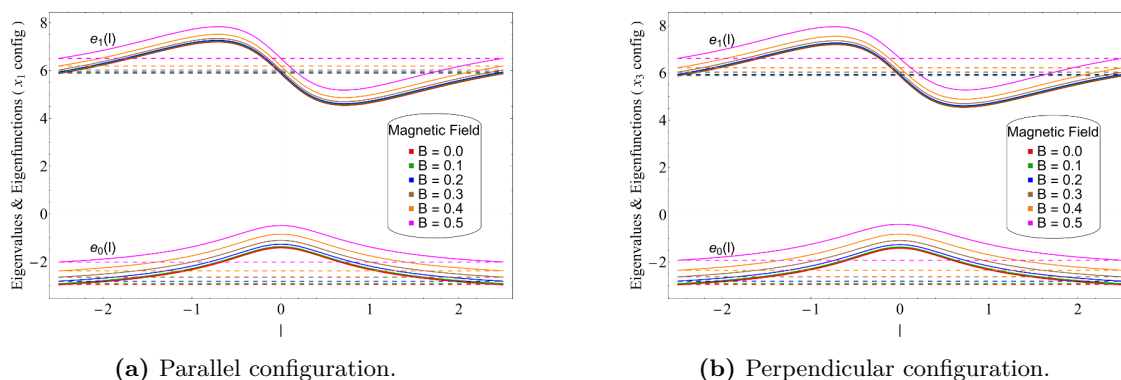 Eigenvalues & Eigenfunctions ( x₁ config )
8
6
4
2
0
−2
e₁(l)
e₀(l)
Magnetic Field
B = 0.0
B = 0.1
B = 0.2
B = 0.3
B = 0.4
B = 0.5
−2 −1 0 1 2
l
(a) Parallel configuration.
Eigenvalues & Eigenfunctions ( x₃ config )
8
6
4
2
0
−2
e₁(l)
e₀(l)
Magnetic Field
B = 0.0
B = 0.1
B = 0.2
B = 0.3
B = 0.4
B = 0.5
−2 −1 0 1 2
l
(b) Perpendicular configuration.